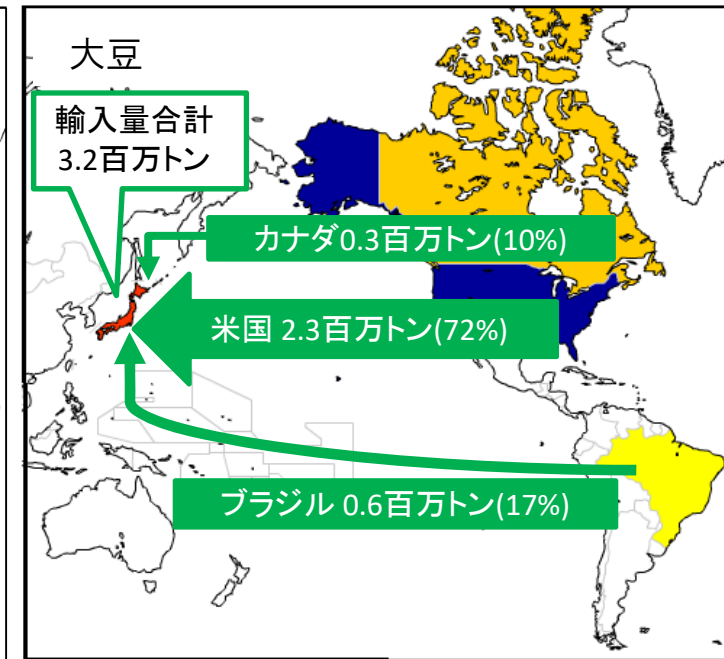 大豆
輸入量合計
3.2百万トン
カナダ0.3百万トン(10%)
米国 2.3百万トン(72%)
ブラジル 0.6百万トン(17%)